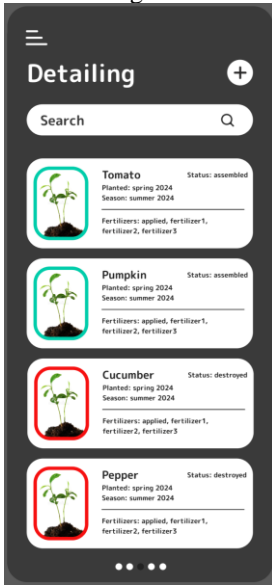 Detailing
Search
Tomato Status: assembled
Planted: spring 2024
Season: summer 2024
Fertilizers: applied, fertilizer1,
fertilizer2, fertilizer3
Pumpkin Status: assembled
Planted: spring 2024
Season: summer 2024
Fertilizers: applied, fertilizer1,
fertilizer2, fertilizer3
Cucumber Status: destroyed
Planted: spring 2024
Season: summer 2024
Fertilizers: applied, fertilizer1,
fertilizer2, fertilizer3
Pepper Status: destroyed
Planted: spring 2024
Season: summer 2024
Fertilizers: applied, fertilizer1,
fertilizer2, fertilizer3